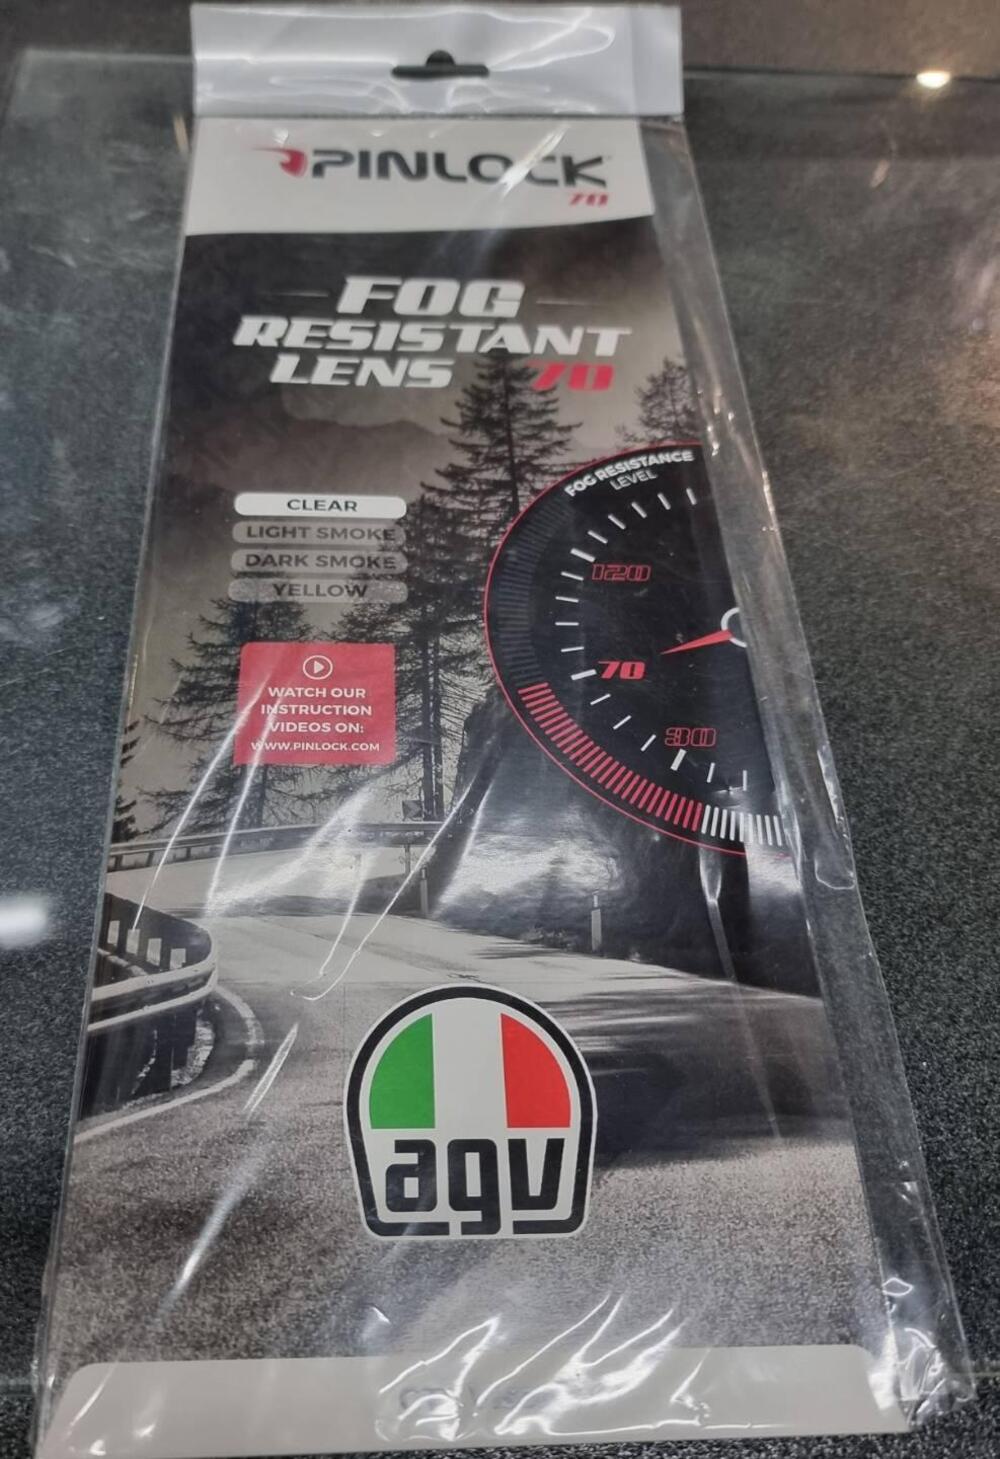 PINLOCK
70
FOG
RESISTANT
LENS 70
FOG RESISTANCE
LEVEL
CLEAR
LIGHT SMOKE
DARK SMOKE
YELLOW
120
70
30
WATCH OUR
INSTRUCTION
VIDEOS ON:
WWW.PINLOCK.COM
agv